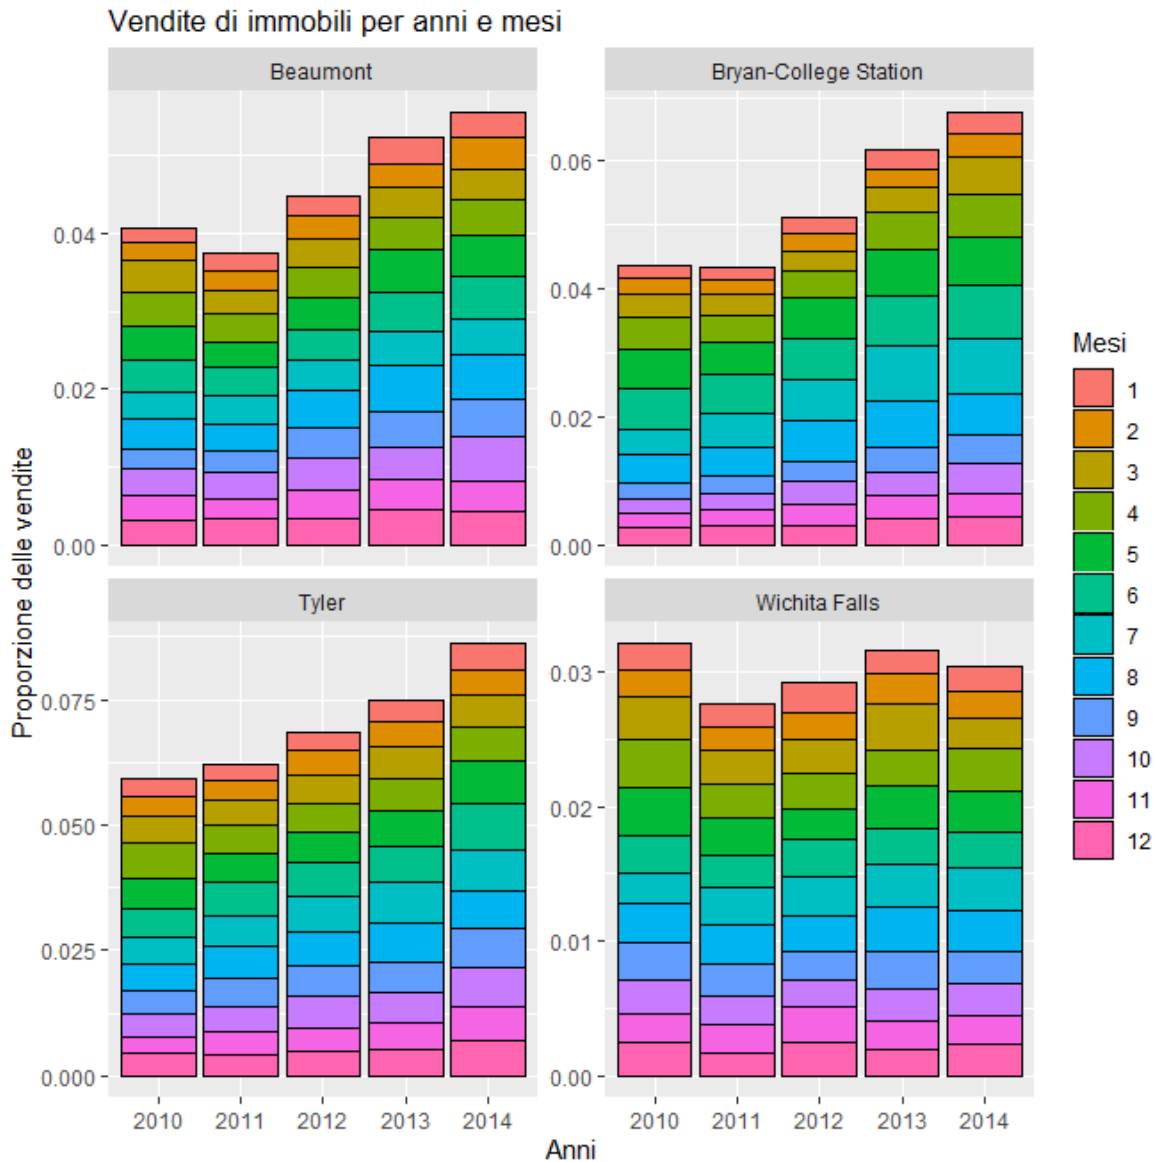 Vendite di immobili per anni e mesi
Beaumont
Bryan-College Station
0.04
0.02
0.00
0.06
0.04
0.02
0.00
Tyler
Wichita Falls
0.075
0.050
0.025
0.000
0.03
0.02
0.01
0.00
2010 2011 2012 2013 2014
2010 2011 2012 2013 2014
Anni
Proporzione delle vendite
Mesi
1
2
3
4
5
6
7
8
9
10
11
12